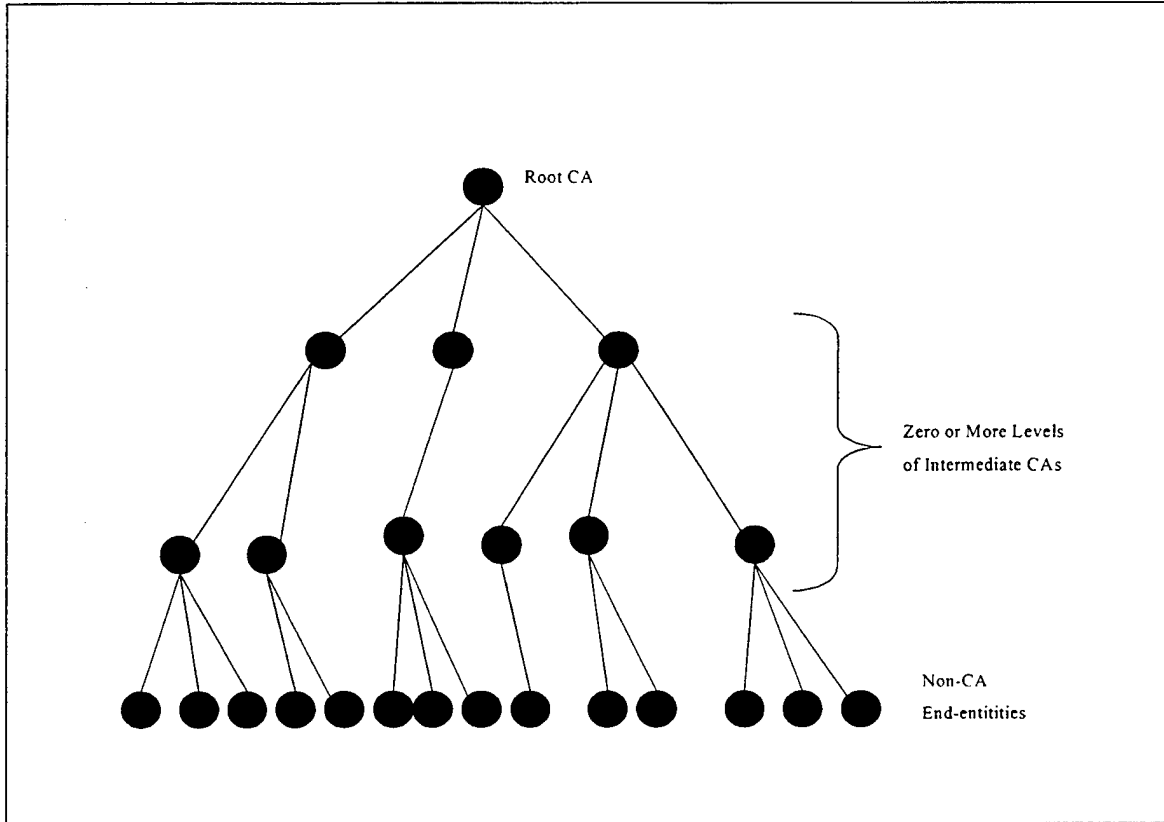 Root CA
Zero or More Levels
of Intermediate CAs
Non-CA
End-entitities